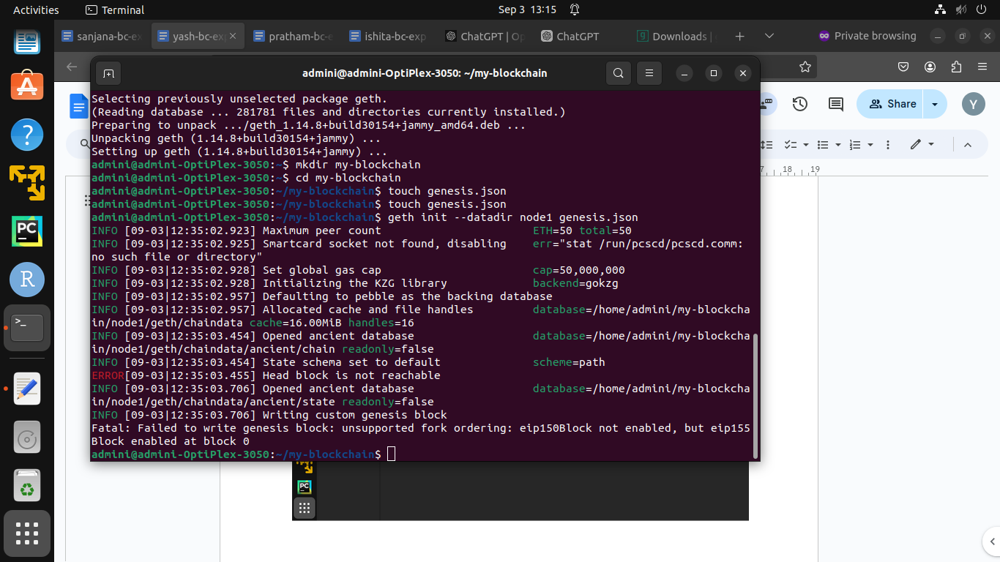 Activities
Terminal
Sep 3 13:15
sanjana-bc-ex
yash-bc-exp
pratham-bc-e
ishita-bc-exp
ChatGPT | Op
ChatGPT
Downloads |
Private browsing
admini@admini-OptiPlex-3050: ~/my-blockchain
Selecting previously unselected package geth.
(Reading database ... 281781 files and directories currently installed.)
Preparing to unpack .../geth_1.14.8+build30154+jammy_amd64.deb ...
Unpacking geth (1.14.8+build30154+jammy) ...
Setting up geth (1.14.8+build30154+jammy) ...
admini@admini-OptiPlex-3050:~$ mkdir my-blockchain
admini@admini-OptiPlex-3050:~$ cd my-blockchain
admini@admini-OptiPlex-3050:~/my-blockchain$ touch genesis.json
admini@admini-OptiPlex-3050:~/my-blockchain$ touch genesis.json
admini@admini-OptiPlex-3050:~/my-blockchain$ geth init --datadir node1 genesis.json
INFO [09-03|12:35:02.923] Maximum peer count ETH=50 total=50
INFO [09-03|12:35:02.925] Smartcard socket not found, disabling err="stat /run/pcscd/pcscd.comm:
no such file or directory"
INFO [09-03|12:35:02.928] Set global gas cap cap=50,000,000
INFO [09-03|12:35:02.928] Initializing the KZG library backend=gokzg
INFO [09-03|12:35:02.957] Defaulting to pebble as the backing database
INFO [09-03|12:35:02.957] Allocated cache and file handles database=/home/admini/my-blockcha
in/node1/geth/chaindata cache=16.00MiB handles=16
INFO [09-03|12:35:03.454] Opened ancient database database=/home/admini/my-blockcha
in/node1/geth/chaindata/ancient/chain readonly=false
INFO [09-03|12:35:03.454] State schema set to default scheme=path
ERROR[09-03|12:35:03.455] Head block is not reachable
INFO [09-03|12:35:03.706] Opened ancient database database=/home/admini/my-blockcha
in/node1/geth/chaindata/ancient/state readonly=false
INFO [09-03|12:35:03.706] Writing custom genesis block
Fatal: Failed to write genesis block: unsupported fork ordering: eip150Block not enabled, but eip155
Block enabled at block 0
admini@admini-OptiPlex-3050:~/my-blockchain$
Share
Y
17 18 19
PC
R
PC